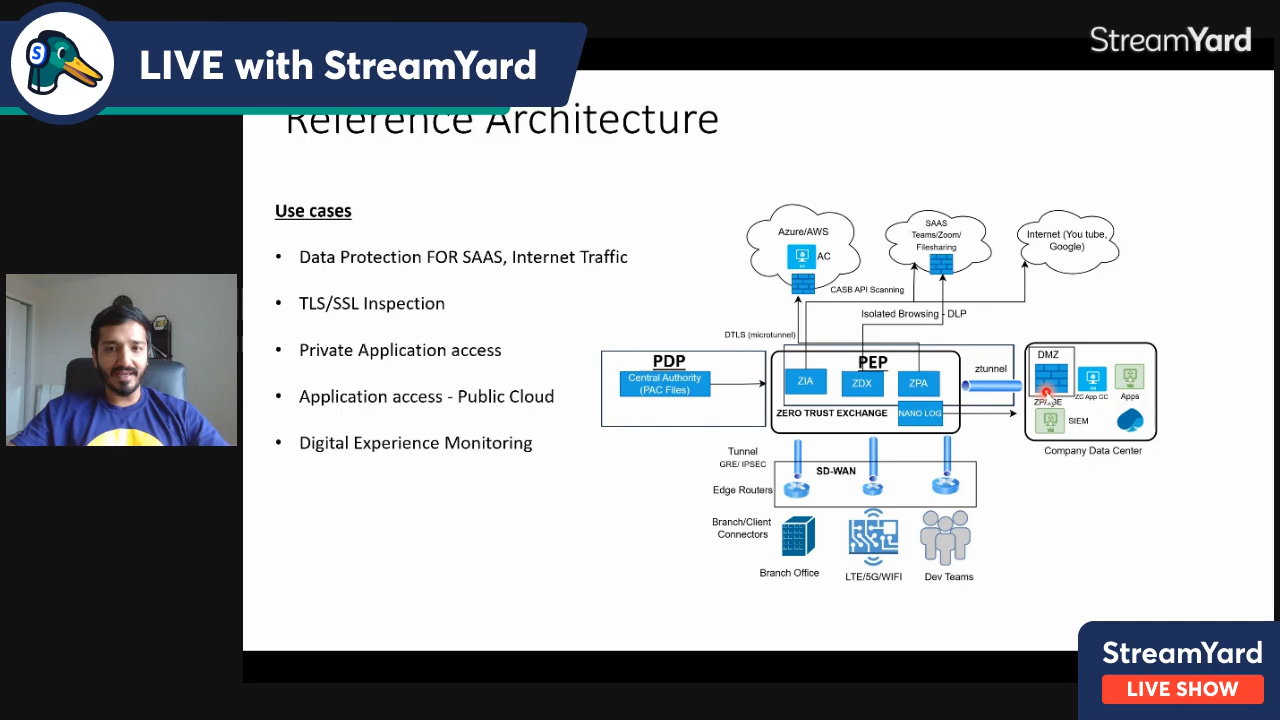 S
LIVE with StreamYard
StreamYard
Reference Architecture
Use cases
• Data Protection FOR SAAS, Internet Traffic
• TLS/SSL Inspection
• Private Application access
• Application access - Public Cloud
• Digital Experience Monitoring
Azure/AWS
AC
SAAS
Teams/Zoom/
Filesharing
Internet (You tube,
Google)
CASB API Scanning
Isolated Browsing - DLP
DTLS (microtunnel)
PDP
Central Authority
(PAC Files)
PEP
ZIA
ZDX
ZPA
ZERO TRUST EXCHANGE
NANO LOG
ztunnel
DMZ
ZC App CC
Apps
SIEM
Company Data Center
Tunnel
GRE/ IPSEC
SD-WAN
Edge Routers
Branch/Client
Connectors
Branch Office
LTE/5G/WIFI
Dev Teams
StreamYard
LIVE SHOW